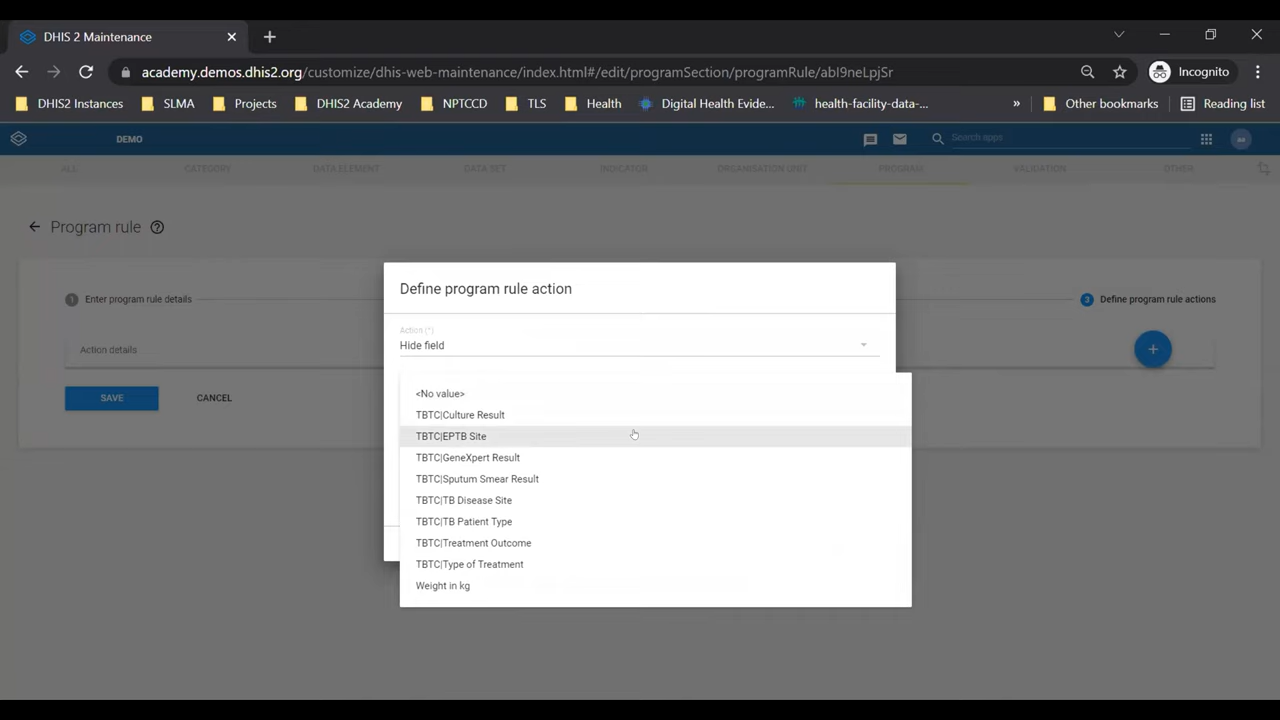 DHIS 2 Maintenance
academy.demos.dhis2.org/customize/dhis-web-maintenance/index.html#/edit/programSection/programRule/abI9neLpjSr
Incognito
DHIS2 Instances
SLMA
Projects
DHIS2 Academy
NPTCCD
TLS
Health
Digital Health Evide...
health-facility-data-...
»
Other bookmarks
Reading list
DEMO
Search apps
aa
ALL
CATEGORY
DATA ELEMENT
DATA SET
INDICATOR
ORGANISATION UNIT
PROGRAM
VALIDATION
OTHER
Program rule
Define program rule action
1 Enter program rule details
3 Define program rule actions
Action (*)
Hide field
Action details
SAVE
CANCEL
<No value>
TBTC|Culture Result
TBTC|EPTB Site
TBTC|GeneXpert Result
TBTC|Sputum Smear Result
TBTC|TB Disease Site
TBTC|TB Patient Type
TBTC|Treatment Outcome
TBTC|Type of Treatment
Weight in kg